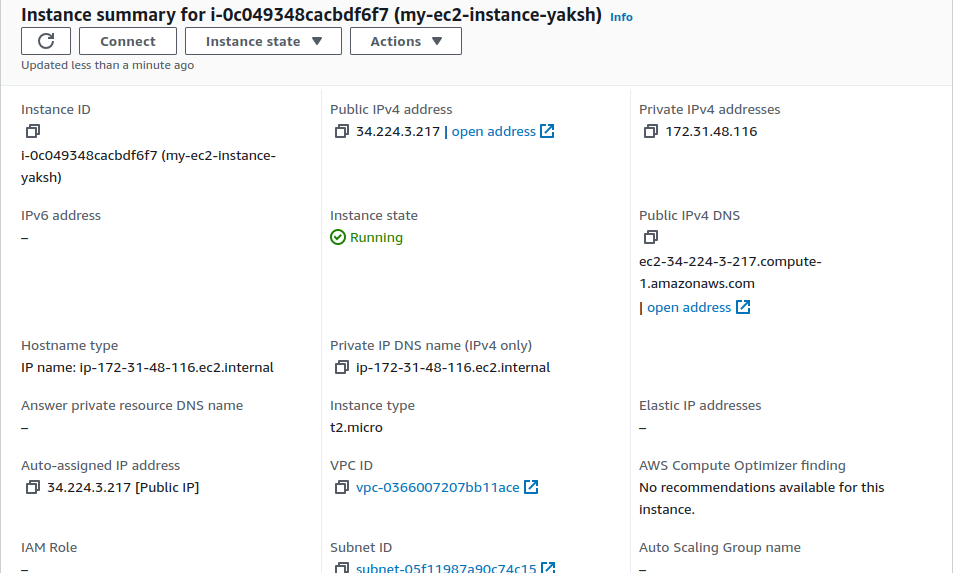 Instance summary for i-0c049348cacbdf6f7 (my-ec2-instance-yaksh) Info
Connect
Instance state
Actions
Updated less than a minute ago
Instance ID
i-0c049348cacbdf6f7 (my-ec2-instance-
yaksh)
Public IPv4 address
34.224.3.217 | open address
Private IPv4 addresses
172.31.48.116
IPv6 address
–
Instance state
Running
Public IPv4 DNS
ec2-34-224-3-217.compute-
1.amazonaws.com
| open address
Hostname type
IP name: ip-172-31-48-116.ec2.internal
Private IP DNS name (IPv4 only)
ip-172-31-48-116.ec2.internal
Answer private resource DNS name
–
Instance type
t2.micro
Elastic IP addresses
–
Auto-assigned IP address
34.224.3.217 [Public IP]
VPC ID
vpc-0366007207bb11ace
AWS Compute Optimizer finding
No recommendations available for this
instance.
IAM Role
–
Subnet ID
subnet-05f11987a90c74c15
Auto Scaling Group name
–